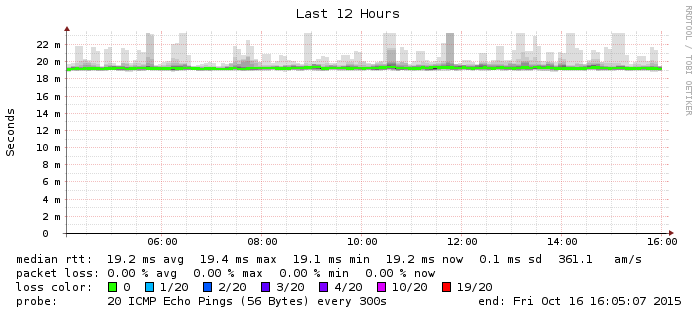 Last 12 Hours
RRDTOOL / TOBI OETIKER
Seconds
22 m
20 m
18 m
16 m
14 m
12 m
10 m
8 m
6 m
4 m
2 m
0
06:00 08:00 10:00 12:00 14:00 16:00
median rtt: 19.2 ms avg 19.4 ms max 19.1 ms min 19.2 ms now 0.1 ms sd 361.1 am/s
packet loss: 0.00 % avg 0.00 % max 0.00 % min 0.00 % now
loss color: 0 1/20 2/20 3/20 4/20 10/20 19/20
probe: 20 ICMP Echo Pings (56 Bytes) every 300s end: Fri Oct 16 16:05:07 2015